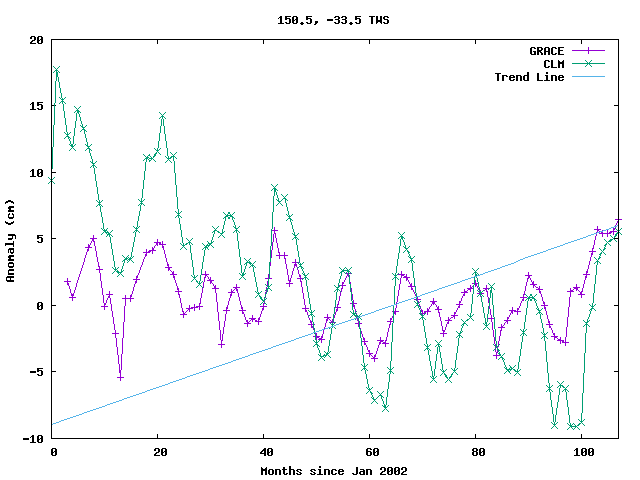 150.5, -33.5 TWS
GRACE
CLM
Trend Line
20
15
10
5
0
-5
-10
Anomaly (cm)
0 20 40 60 80 100
Months since Jan 2002